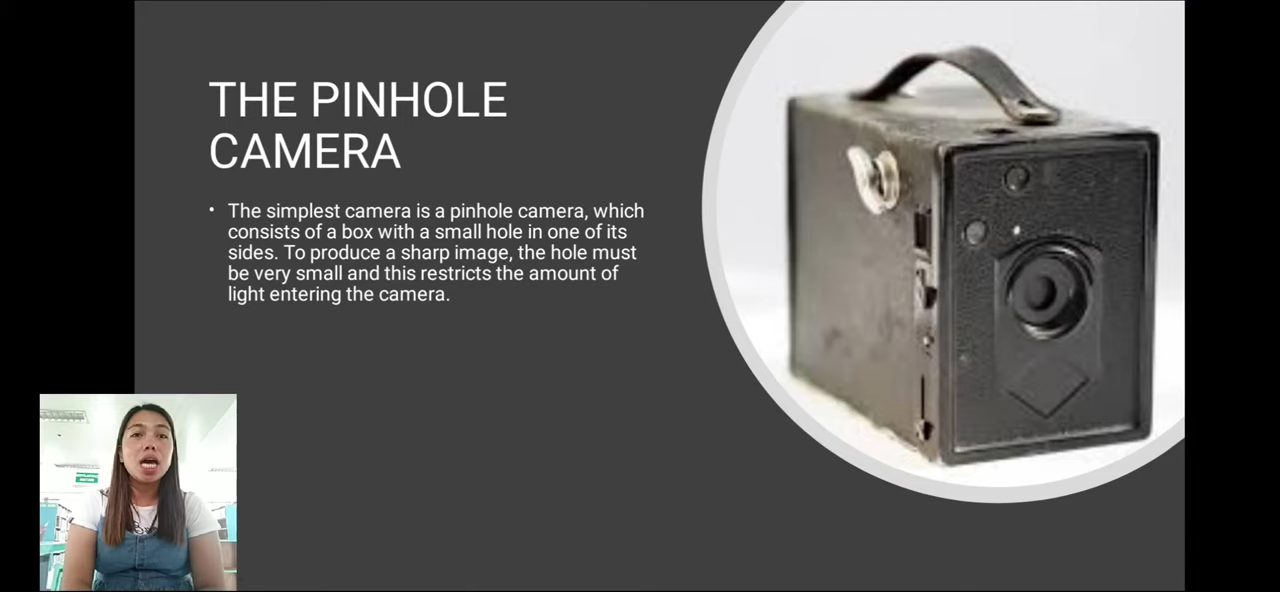 THE PINHOLE
CAMERA
• The simplest camera is a pinhole camera, which
consists of a box with a small hole in one of its
sides. To produce a sharp image, the hole must
be very small and this restricts the amount of
light entering the camera.